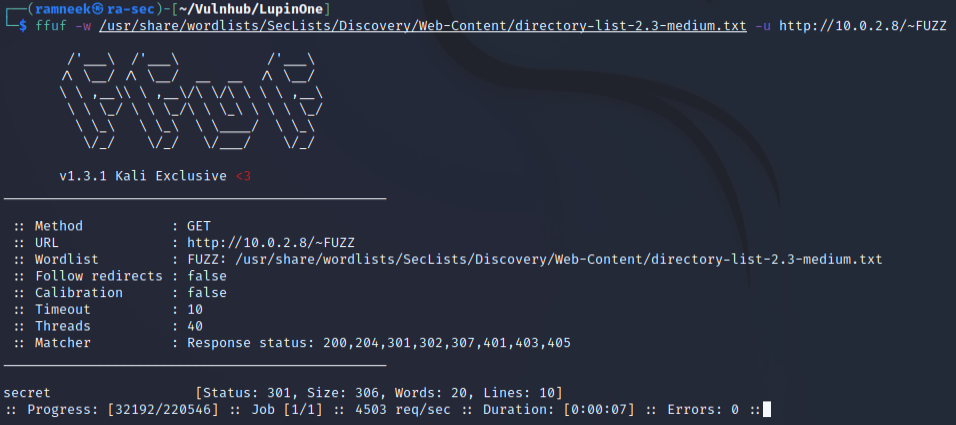 ┌──(ramneek㉿ra-sec)-[~/Vulnhub/LupinOne]
└─$ ffuf -w /usr/share/wordlists/SecLists/Discovery/Web-Content/directory-list-2.3-medium.txt -u http://10.0.2.8/~FUZZ
v1.3.1 Kali Exclusive <3
:: Method : GET
:: URL : http://10.0.2.8/~FUZZ
:: Wordlist : FUZZ: /usr/share/wordlists/SecLists/Discovery/Web-Content/directory-list-2.3-medium.txt
:: Follow redirects : false
:: Calibration : false
:: Timeout : 10
:: Threads : 40
:: Matcher : Response status: 200,204,301,302,307,401,403,405
secret [Status: 301, Size: 306, Words: 20, Lines: 10]
:: Progress: [32192/220546] :: Job [1/1] :: 4503 req/sec :: Duration: [0:00:07] :: Errors: 0 ::